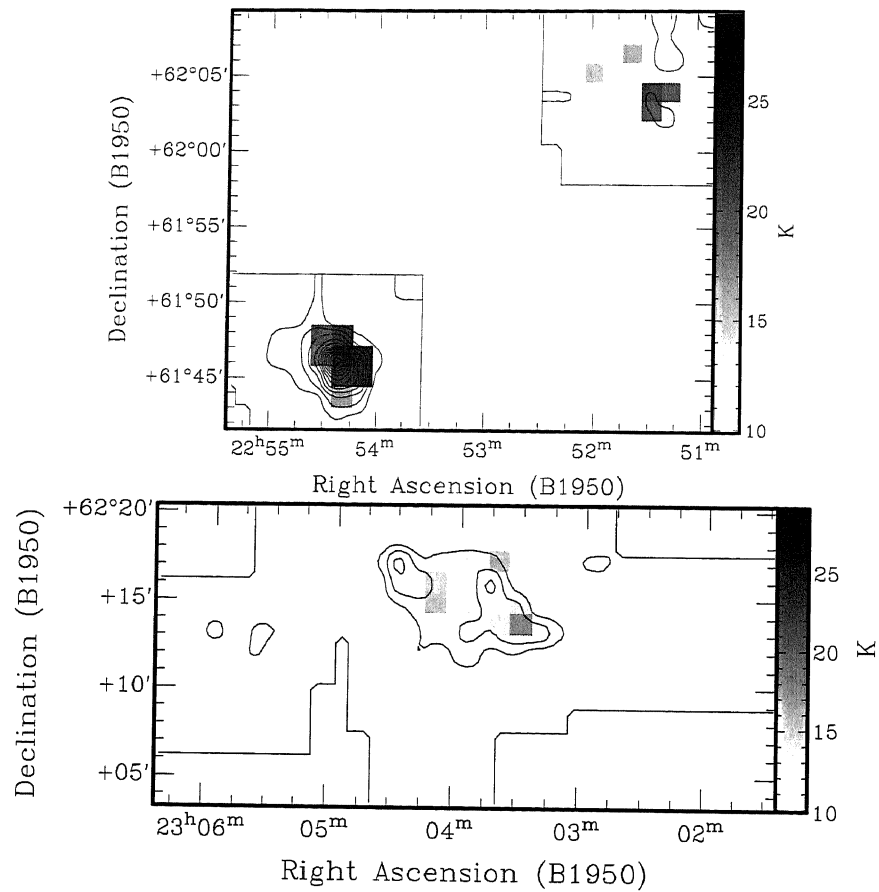 Declination (B1950)
+62°05′
+62°00′
+61°55′
+61°50′
+61°45′
22ʰ55ᵐ
54ᵐ
53ᵐ
52ᵐ
51ᵐ
Right Ascension (B1950)
25
20
15
10
K
Declination (B1950)
+62°20′
+15′
+10′
+05′
23ʰ06ᵐ
05ᵐ
04ᵐ
03ᵐ
02ᵐ
Right Ascension (B1950)
25
20
15
10
K